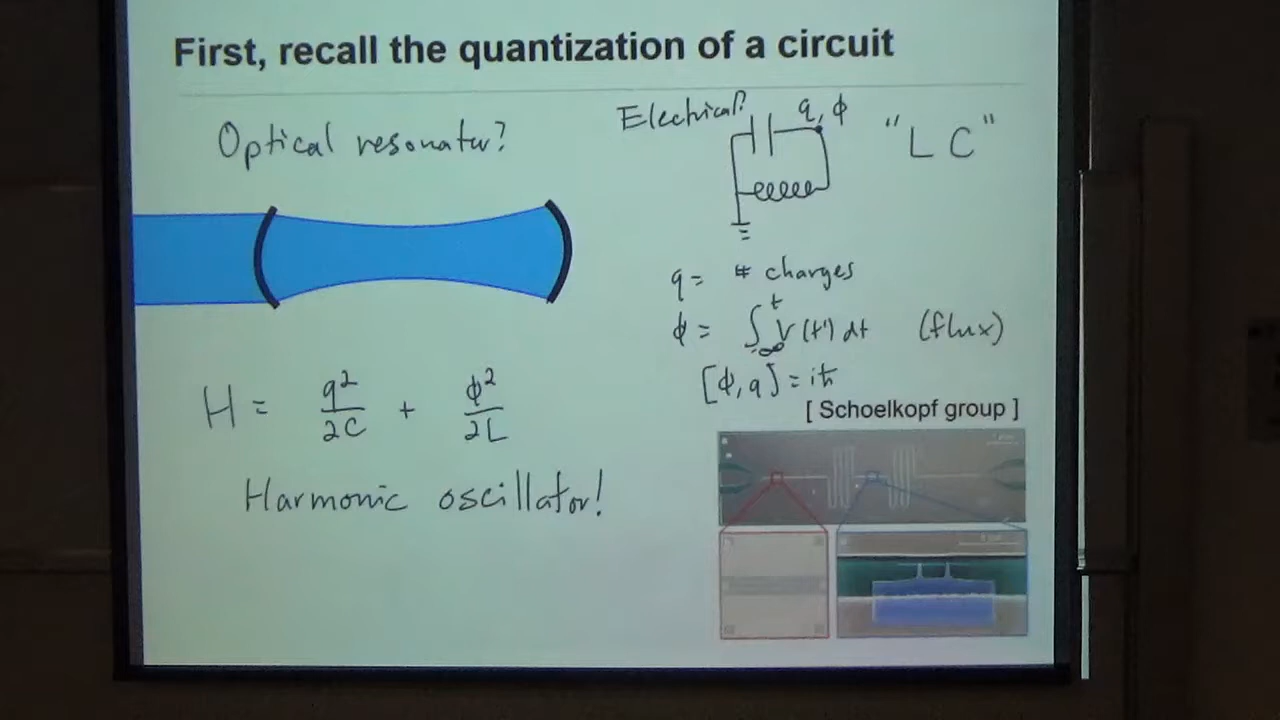 First, recall the quantization of a circuit
Optical resonator?
Electrical?
q, ϕ
"LC"
q = # charges
ϕ = ∫_{-∞}^{t} V(t') dt (flux)
[ϕ, q] = iħ
H = q²/2C + ϕ²/2L
Harmonic oscillator!
[ Schoelkopf group ]